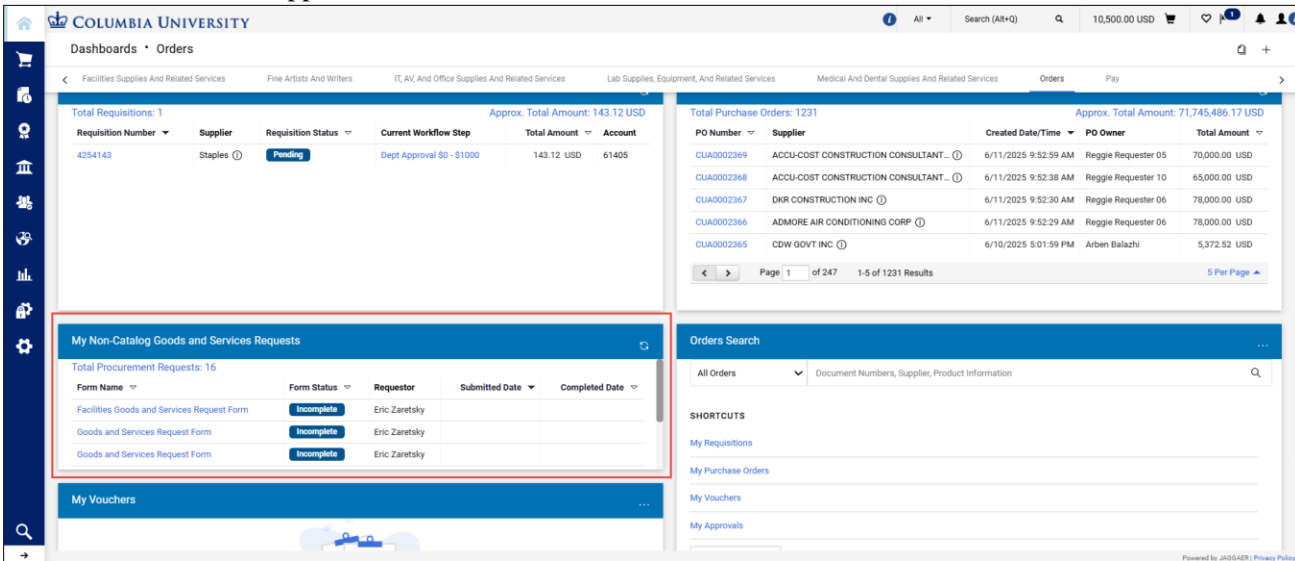 COLUMBIA UNIVERSITY
All
Search (Alt+Q)
10,500.00 USD
1
Dashboards • Orders
Facilities Supplies And Related Services
Fine Artists And Writers
IT, AV, And Office Supplies And Related Services
Lab Supplies, Equipment, And Related Services
Medical And Dental Supplies And Related Services
Orders
Pay
Total Requisitions: 1 Approx. Total Amount: 143.12 USD
Requisition Number Supplier Requisition Status Current Workflow Step Total Amount Account
4254143 Staples Pending Dept Approval $0 - $1000 143.12 USD 61405
Total Purchase Orders: 1231 Approx. Total Amount: 71,745,486.17 USD
PO Number Supplier Created Date/Time PO Owner Total Amount
CUA0002369 ACCU-COST CONSTRUCTION CONSULTANT... 6/11/2025 9:52:59 AM Reggie Requester 05 70,000.00 USD
CUA0002368 ACCU-COST CONSTRUCTION CONSULTANT... 6/11/2025 9:52:38 AM Reggie Requester 10 65,000.00 USD
CUA0002367 DKR CONSTRUCTION INC 6/11/2025 9:52:30 AM Reggie Requester 06 78,000.00 USD
CUA0002366 ADMORE AIR CONDITIONING CORP 6/11/2025 9:52:29 AM Reggie Requester 06 78,000.00 USD
CUA0002365 CDW GOVT INC 6/10/2025 5:01:59 PM Arben Balazhi 5,372.52 USD
Page 1 of 247 1-5 of 1231 Results 5 Per Page
My Non-Catalog Goods and Services Requests
Total Procurement Requests: 16
Form Name Form Status Requestor Submitted Date Completed Date
Facilities Goods and Services Request Form Incomplete Eric Zaretsky
Goods and Services Request Form Incomplete Eric Zaretsky
Goods and Services Request Form Incomplete Eric Zaretsky
Orders Search ...
All Orders Document Numbers, Supplier, Product Information
SHORTCUTS
My Requisitions
My Purchase Orders
My Vouchers
My Approvals
My Vouchers ...
Powered by JAGGAER | Privacy Policy